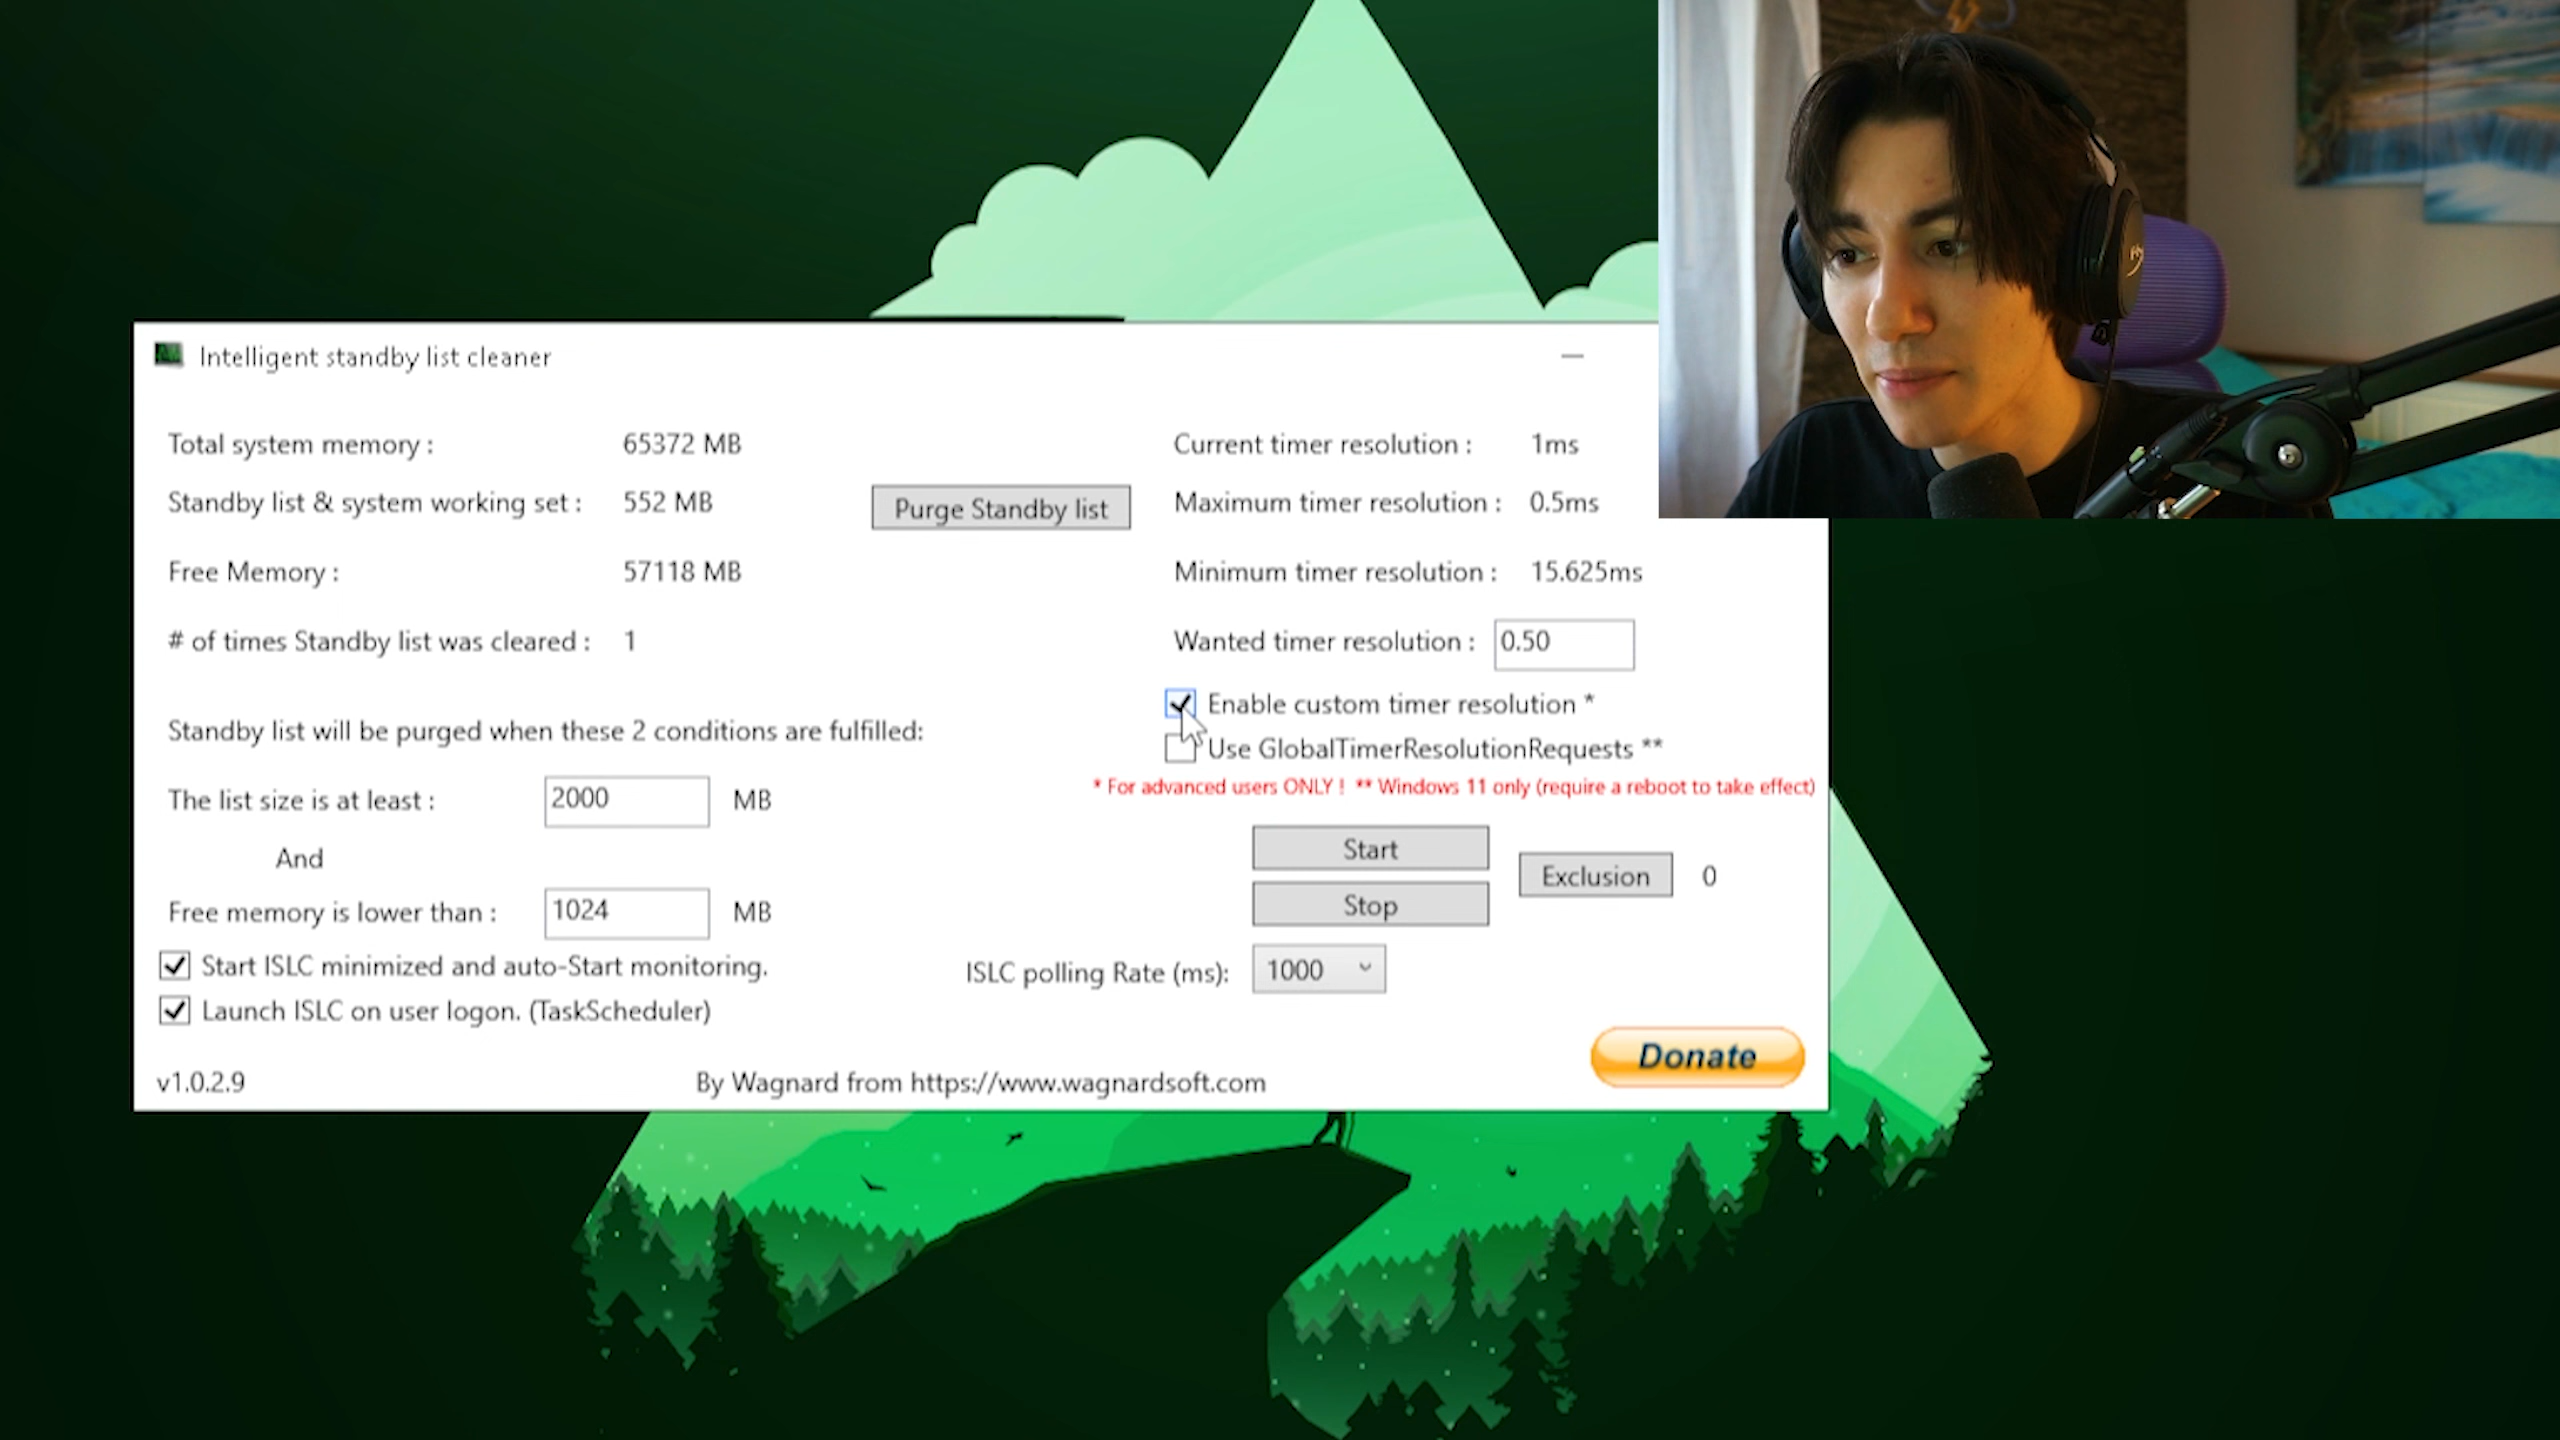 Intelligent standby list cleaner
Total system memory : 65372 MB
Standby list & system working set : 552 MB
Purge Standby list
Free Memory : 57118 MB
# of times Standby list was cleared : 1
Standby list will be purged when these 2 conditions are fulfilled:
The list size is at least : 2000 MB
And
Free memory is lower than : 1024 MB
Start ISLC minimized and auto-Start monitoring.
Launch ISLC on user logon. (TaskScheduler)
Current timer resolution : 1ms
Maximum timer resolution : 0.5ms
Minimum timer resolution : 15.625ms
Wanted timer resolution : 0.50
Enable custom timer resolution *
Use GlobalTimerResolutionRequests **
* For advanced users ONLY ! ** Windows 11 only (require a reboot to take effect)
Start
Stop
Exclusion 0
ISLC polling Rate (ms): 1000
Donate
v1.0.2.9
By Wagnard from https://www.wagnardsoft.com